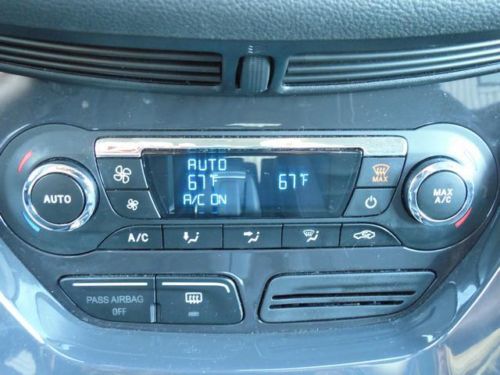 AUTO
67°F 67°F
A/C ON
MAX
AUTO
MAX
A/C
A/C
PASS AIRBAG
OFF